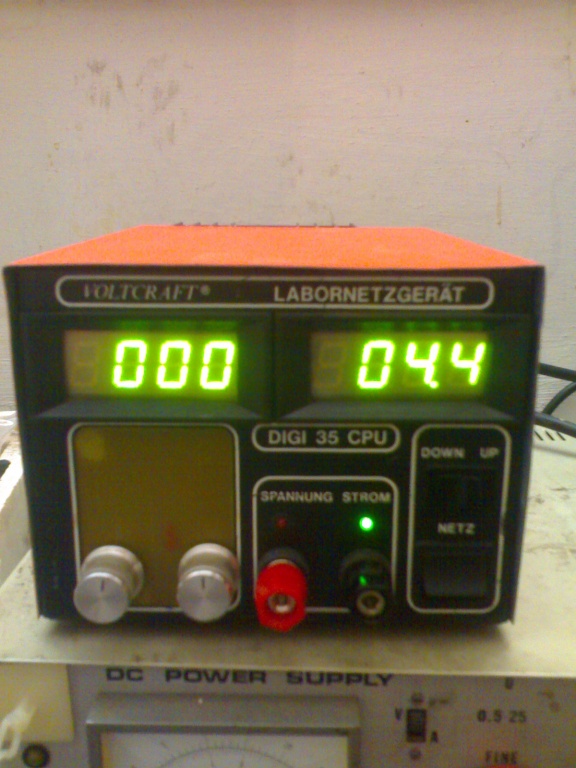 VOLTCRAFT® LABORNETZGERÄT
000 04.4
DIGI 35 CPU
DOWN UP
SPANNUNG STROM
NETZ
DC POWER SUPPLY
0.5-25
V
A
FINE